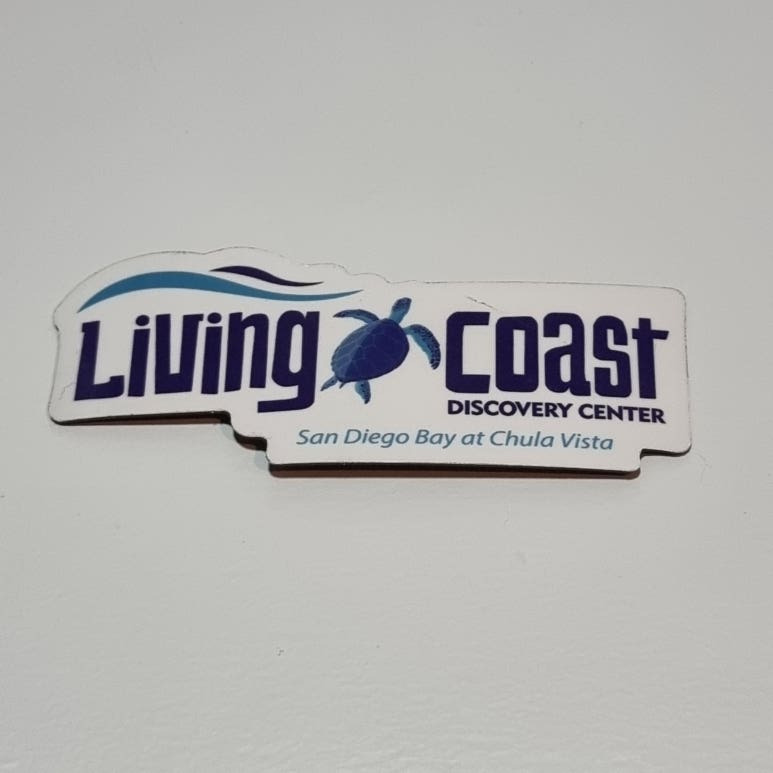 Living Coast
DISCOVERY CENTER
San Diego Bay at Chula Vista